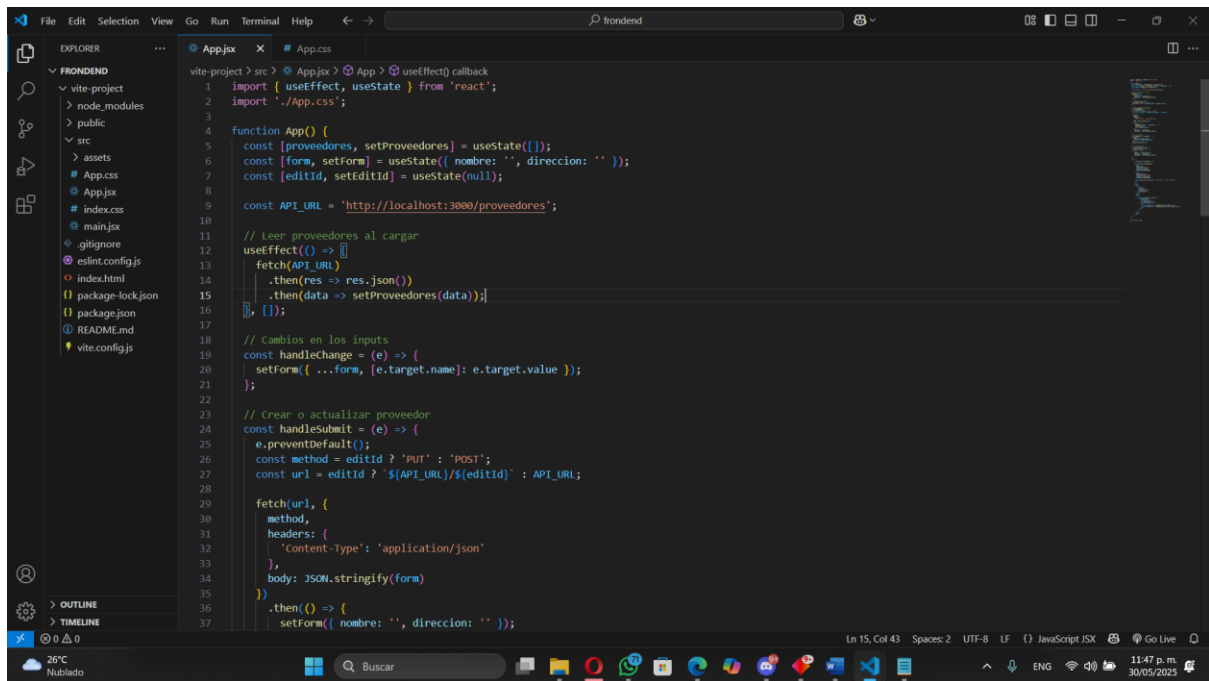 File Edit Selection View Go Run Terminal Help
frondend
EXPLORER
FRONDEND
vite-project
node_modules
public
src
assets
App.css
App.jsx
index.css
main.jsx
.gitignore
eslint.config.js
index.html
package-lock.json
package.json
README.md
vite.config.js
OUTLINE
TIMELINE
App.jsx
App.css
vite-project > src > App.jsx > App > useEffect() callback
1 import { useEffect, useState } from 'react';
2 import './App.css';
3
4 function App() {
5 const [proveedores, setProveedores] = useState([]);
6 const [form, setForm] = useState({ nombre: '', direccion: '' });
7 const [editId, setEditId] = useState(null);
8
9 const API_URL = 'http://localhost:3000/proveedores';
10
11 // Leer proveedores al cargar
12 useEffect(() => {
13 fetch(API_URL)
14 .then(res => res.json())
15 .then(data => setProveedores(data));
16 }, []);
17
18 // Cambios en los inputs
19 const handleChange = (e) => {
20 setForm({ ...form, [e.target.name]: e.target.value });
21 };
22
23 // Crear o actualizar proveedor
24 const handleSubmit = (e) => {
25 e.preventDefault();
26 const method = editId ? 'PUT' : 'POST';
27 const url = editId ? `${API_URL}/${editId}` : API_URL;
28
29 fetch(url, {
30 method,
31 headers: {
32 'Content-Type': 'application/json'
33 },
34 body: JSON.stringify(form)
35 })
36 .then(() => {
37 setForm({ nombre: '', direccion: '' });
0 0
Ln 15, Col 43 Spaces: 2 UTF-8 LF {} JavaScript JSX Go Live
26°C
Nublado
Buscar
71
ENG
11:47 p. m.
30/05/2025